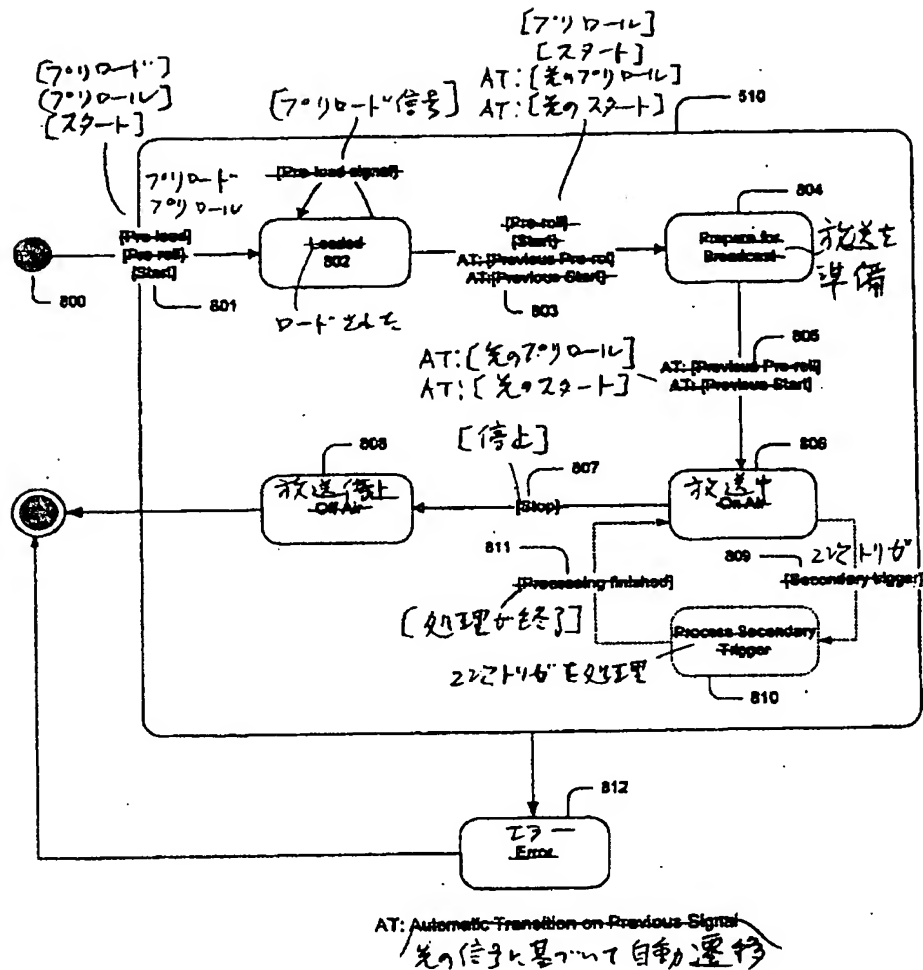 [プリロール]
[スタート]
AT:[先のプリロール]
AT:[先のスタート]
[プリロード]
[プリロール]
[スタート]
[プリロード信号]
510
プリロード
プリロール
[Pre-load signal]
804
[Pre-load]
[Pre-roll]
[Start]
Loaded
802
[Pre-roll]
[Start]
AT: [Previous Pre-roll]
AT:[Previous Start]
Prepare for
Broadcast
放送を
準備
800
801
803
ロードされた
805
AT:[先のプリロール]
AT:[先のスタート]
AT: [Previous Pre-roll]
AT: [Previous Start]
[停止]
808
807
806
放送停止
Off Air
[Stop]
放送中
On Air
811
809
2次トリガ
[Processing finished]
[Secondary trigger]
[処理が終了]
Process Secondary
Trigger
2次トリガを処理
810
812
エラー
Error
AT: Automatic Transition on Previous Signal
先の信号に基づいて自動遷移